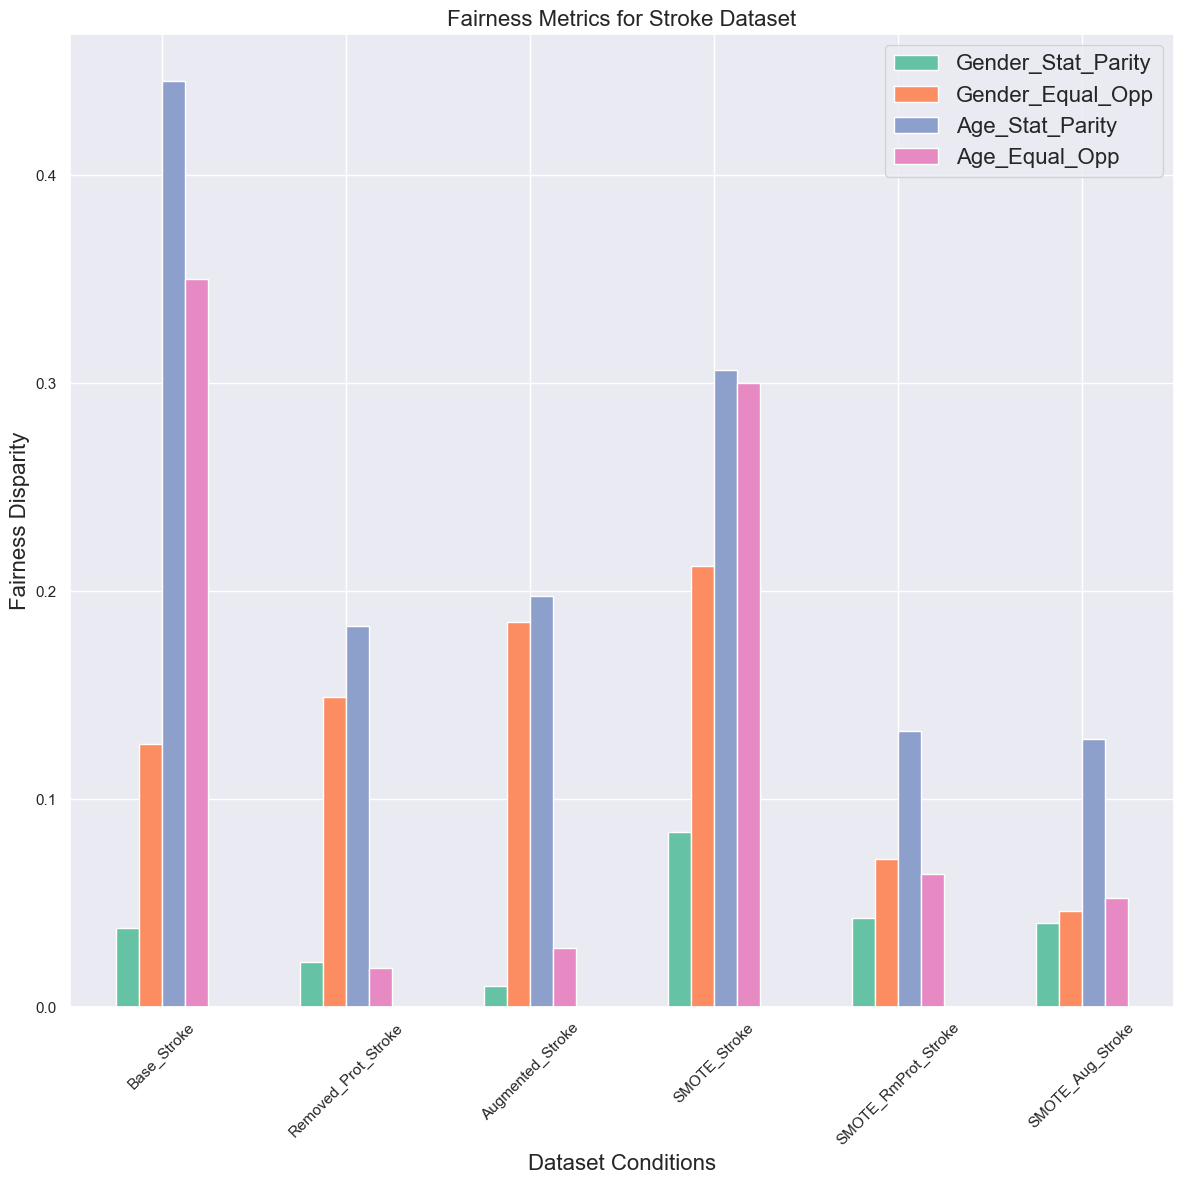 Fairness Metrics for Stroke Dataset
Gender_Stat_Parity
Gender_Equal_Opp
Age_Stat_Parity
Age_Equal_Opp
Fairness Disparity
0.4
0.3
0.2
0.1
0.0
Base_Stroke
Removed_Prot_Stroke
Augmented_Stroke
SMOTE_Stroke
SMOTE_RmProt_Stroke
SMOTE_Aug_Stroke
Dataset Conditions